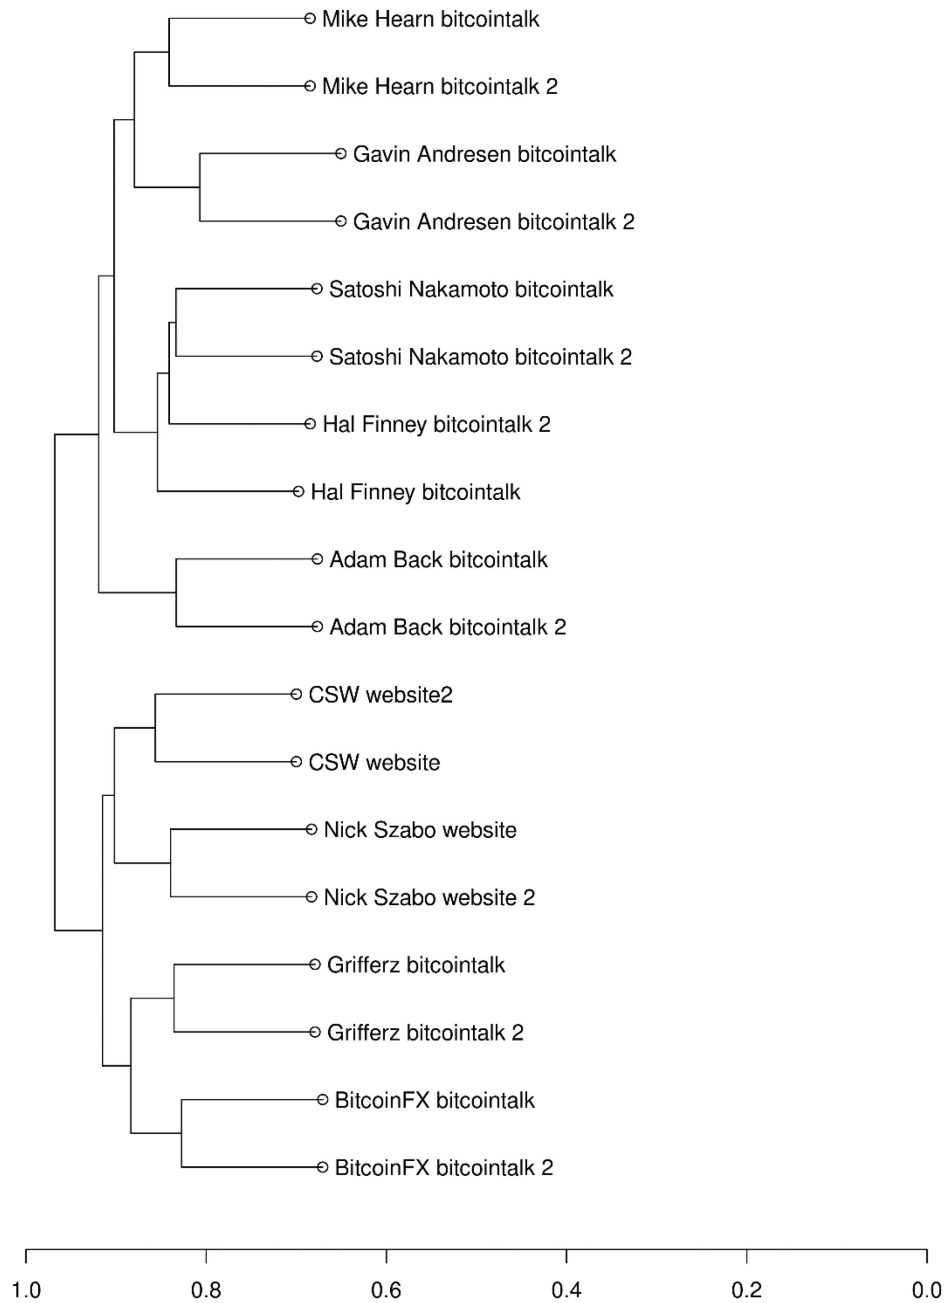 Mike Hearn bitcointalk
Mike Hearn bitcointalk 2
Gavin Andresen bitcointalk
Gavin Andresen bitcointalk 2
Satoshi Nakamoto bitcointalk
Satoshi Nakamoto bitcointalk 2
Hal Finney bitcointalk 2
Hal Finney bitcointalk
Adam Back bitcointalk
Adam Back bitcointalk 2
CSW website2
CSW website
Nick Szabo website
Nick Szabo website 2
Grifferz bitcointalk
Grifferz bitcointalk 2
BitcoinFX bitcointalk
BitcoinFX bitcointalk 2
1.0 0.8 0.6 0.4 0.2 0.0